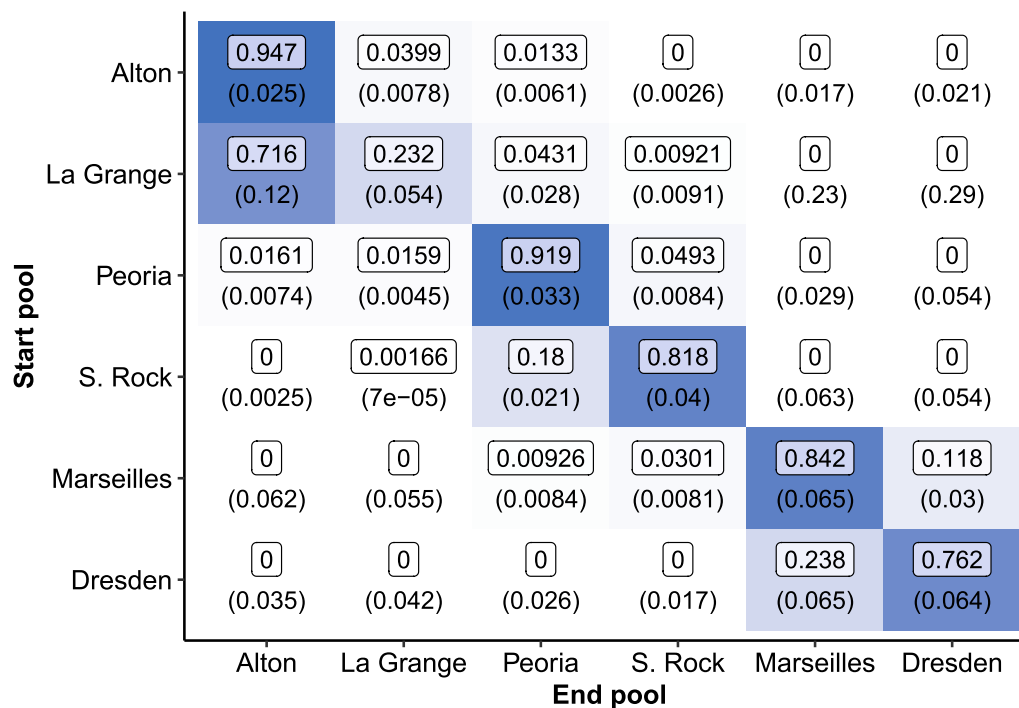 Alton 0.947 0.0399 0.0133 0 0 0
(0.025) (0.0078) (0.0061) (0.0026) (0.017) (0.021)
La Grange 0.716 0.232 0.0431 0.00921 0 0
(0.12) (0.054) (0.028) (0.0091) (0.23) (0.29)
Peoria 0.0161 0.0159 0.919 0.0493 0 0
(0.0074) (0.0045) (0.033) (0.0084) (0.029) (0.054)
S. Rock 0 0.00166 0.18 0.818 0 0
(0.0025) (7e−05) (0.021) (0.04) (0.063) (0.054)
Marseilles 0 0 0.00926 0.0301 0.842 0.118
(0.062) (0.055) (0.0084) (0.0081) (0.065) (0.03)
Dresden 0 0 0 0 0.238 0.762
(0.035) (0.042) (0.026) (0.017) (0.065) (0.064)
Alton La Grange Peoria S. Rock Marseilles Dresden
End pool
Start pool